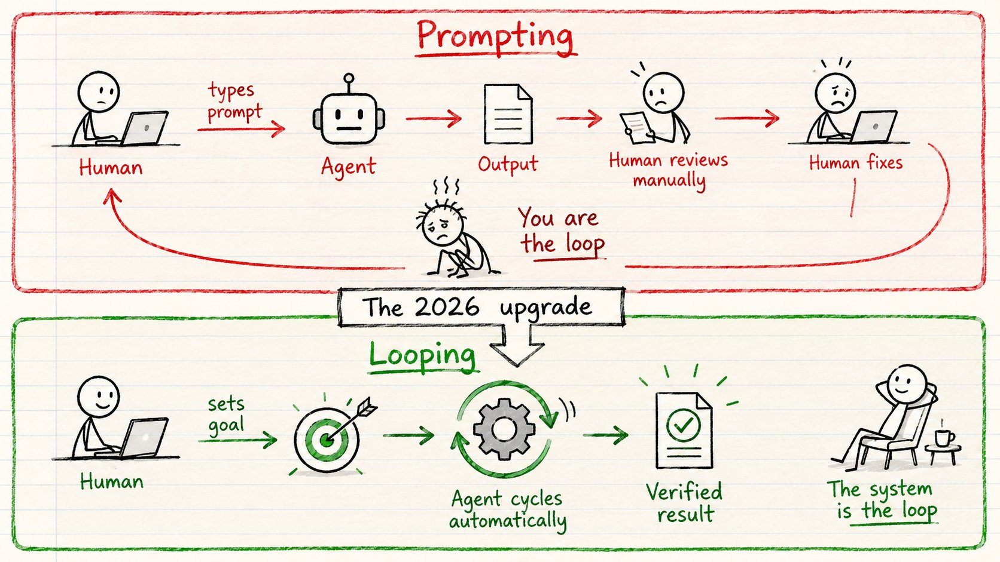 Prompting
types
prompt
Human
Agent
Output
Human reviews
manually
Human fixes
You are
the loop
The 2026 upgrade
Looping
sets
goal
Human
Agent cycles
automatically
Verified
result
The system
is the loop